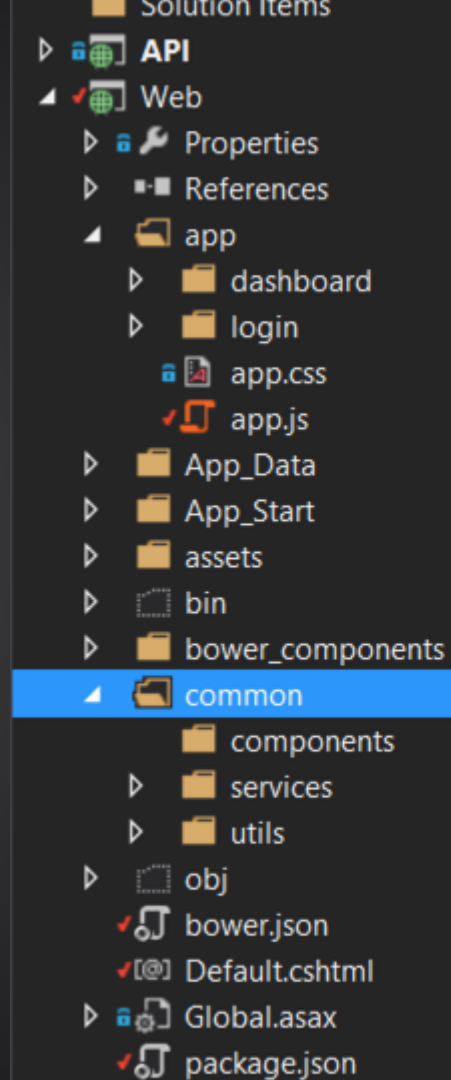 Solution Items
API
Web
Properties
References
app
dashboard
login
app.css
app.js
App_Data
App_Start
assets
bin
bower_components
common
components
services
utils
obj
bower.json
[@] Default.cshtml
Global.asax
package.json